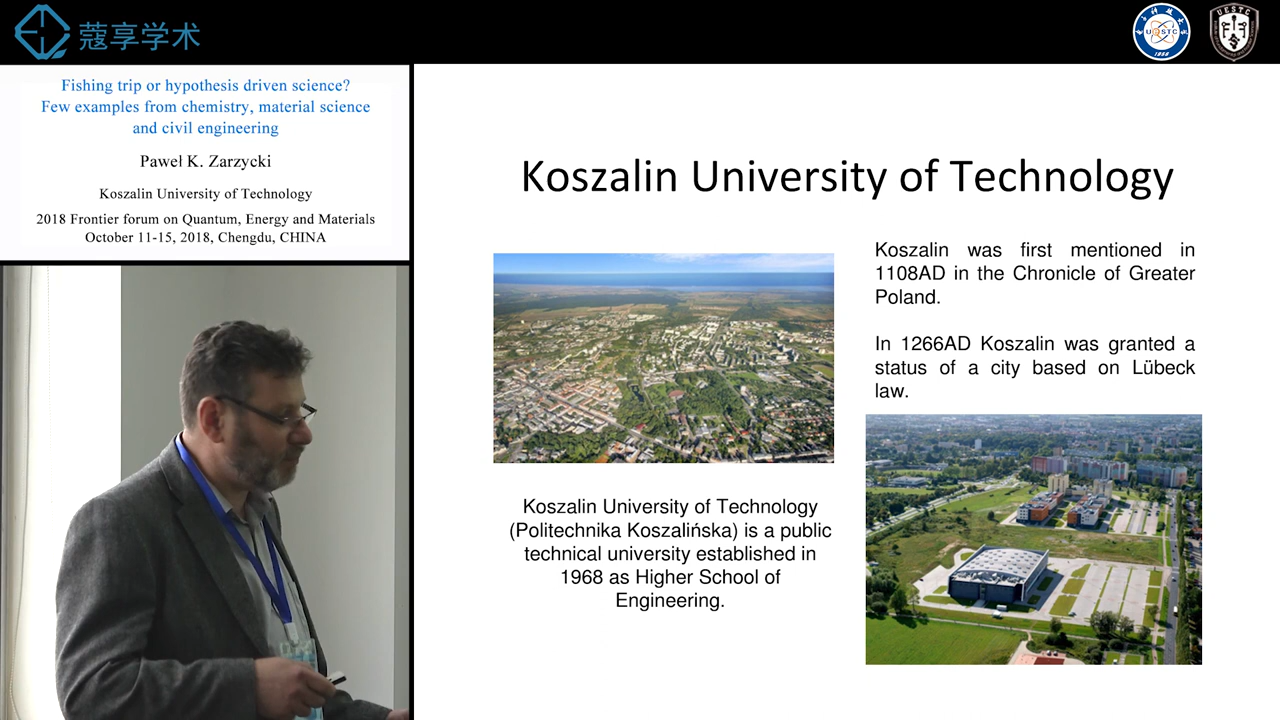 蔻享学术
UESTC
1956
UESTC
Fishing trip or hypothesis driven science?
Few examples from chemistry, material science
and civil engineering
Paweł K. Zarzycki
Koszalin University of Technology
2018 Frontier forum on Quantum, Energy and Materials
October 11-15, 2018, Chengdu, CHINA
Koszalin University of Technology
Koszalin was first mentioned in
1108AD in the Chronicle of Greater
Poland.
In 1266AD Koszalin was granted a
status of a city based on Lübeck
law.
Koszalin University of Technology
(Politechnika Koszalińska) is a public
technical university established in
1968 as Higher School of
Engineering.